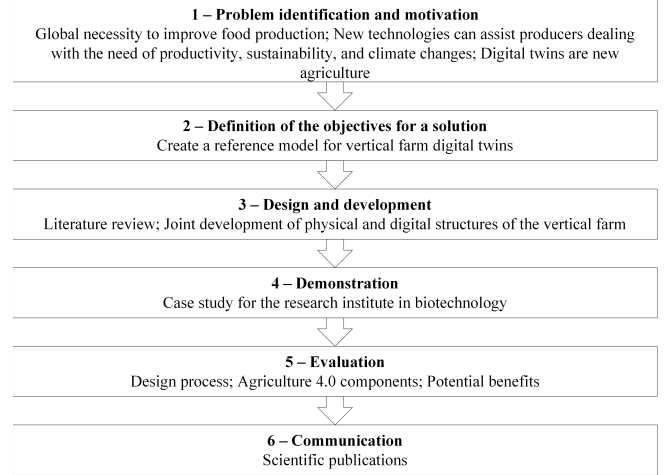 1 – Problem identification and motivation
Global necessity to improve food production; New technologies can assist producers dealing
with the need of productivity, sustainability, and climate changes; Digital twins are new
agriculture
2 – Definition of the objectives for a solution
Create a reference model for vertical farm digital twins
3 – Design and development
Literature review; Joint development of physical and digital structures of the vertical farm
4 – Demonstration
Case study for the research institute in biotechnology
5 – Evaluation
Design process; Agriculture 4.0 components; Potential benefits
6 – Communication
Scientific publications